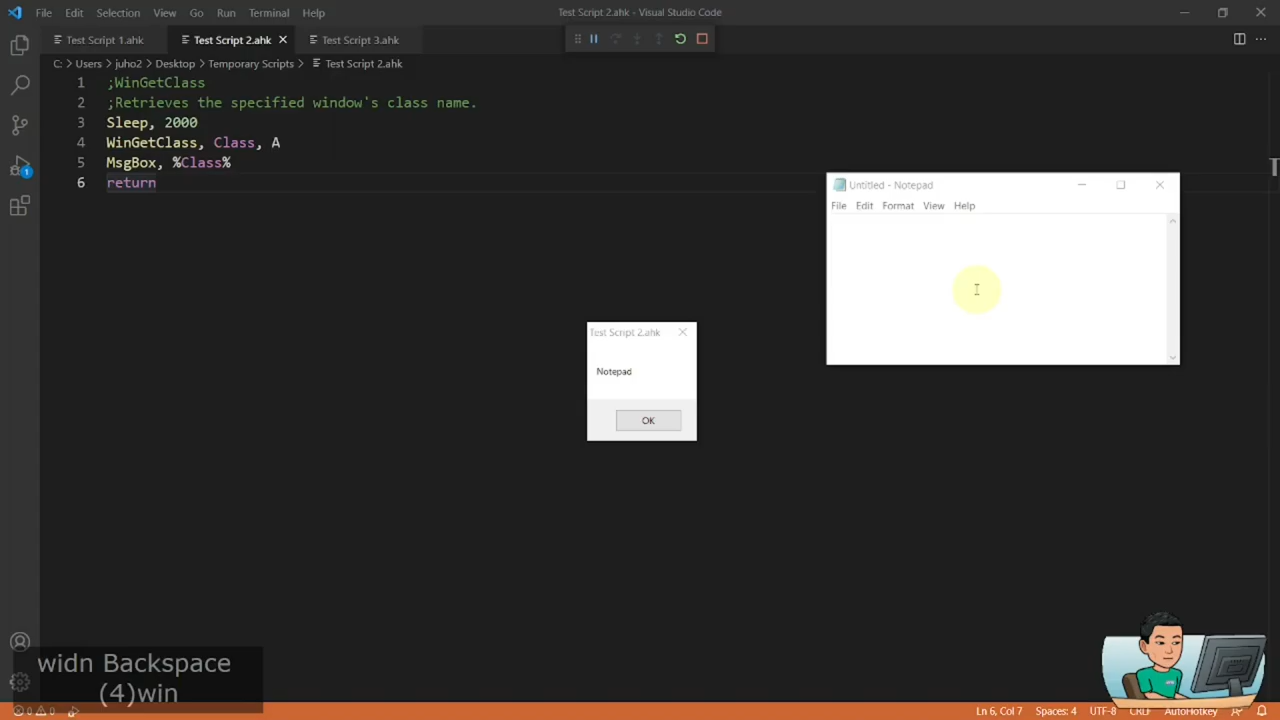 File Edit Selection View Go Run Terminal Help
Test Script 2.ahk - Visual Studio Code
Test Script 1.ahk
Test Script 2.ahk
Test Script 3.ahk
C: > Users > juho2 > Desktop > Temporary Scripts > Test Script 2.ahk
1 ;WinGetClass
2 ;Retrieves the specified window's class name.
3 Sleep, 2000
4 WinGetClass, Class, A
5 MsgBox, %Class%
6 return
1
Untitled - Notepad
File Edit Format View Help
Test Script 2.ahk
Notepad
OK
widn Backspace
(4)win
0 0
Ln 6, Col 7 Spaces: 4 UTF-8 CRLF AutoHotkey